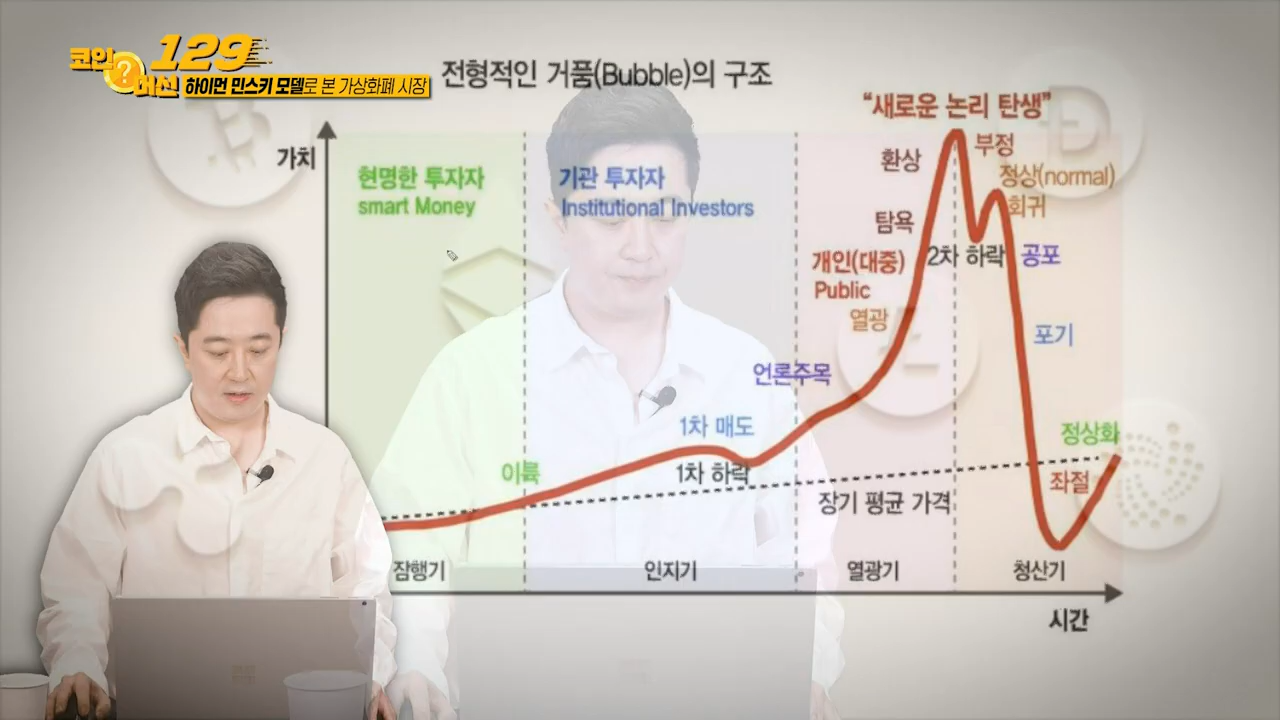 코인
머신
129
하이먼 민스키 모델로 본 가상화폐 시장
전형적인 거품(Bubble)의 구조
"새로운 논리 탄생"
가치
현명한 투자자
smart Money
기관 투자자
Institutional Investors
환상
부정
정상(normal)
회귀
탐욕
개인(대중)
Public
2차 하락
공포
열광
포기
언론주목
1차 매도
정상화
이륙
1차 하락
좌절
장기 평균 가격
잠행기
인지기
열광기
청산기
시간